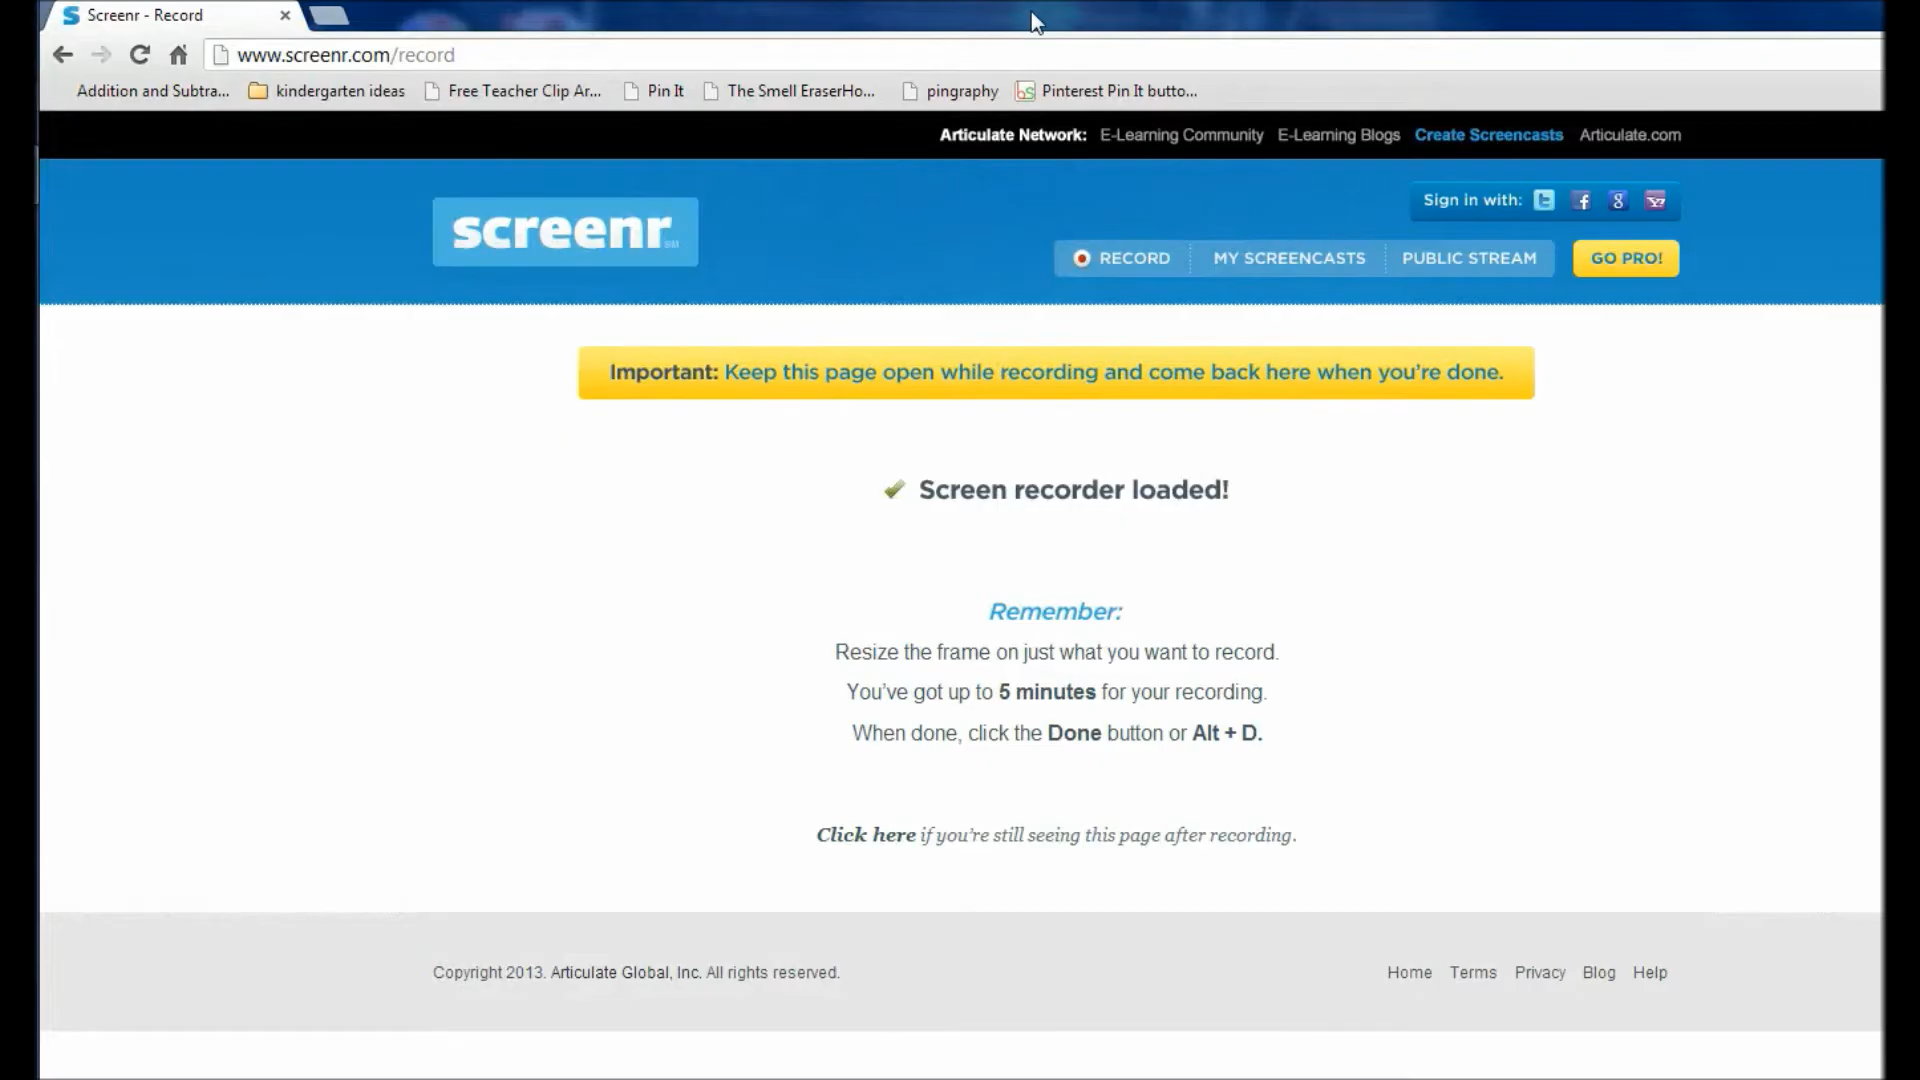 Screenr - Record
www.screenr.com/record
Addition and Subtra... kindergarten ideas Free Teacher Clip Ar... Pin It The Smell EraserHo... pingraphy Pinterest Pin It butto...
Articulate Network: E-Learning Community E-Learning Blogs Create Screencasts Articulate.com
Sign in with:
screenr SM
RECORD MY SCREENCASTS PUBLIC STREAM GO PRO!
Important: Keep this page open while recording and come back here when you're done.
Screen recorder loaded!
Remember:
Resize the frame on just what you want to record.
You've got up to 5 minutes for your recording.
When done, click the Done button or Alt + D.
Click here if you're still seeing this page after recording.
Copyright 2013. Articulate Global, Inc. All rights reserved.
Home Terms Privacy Blog Help